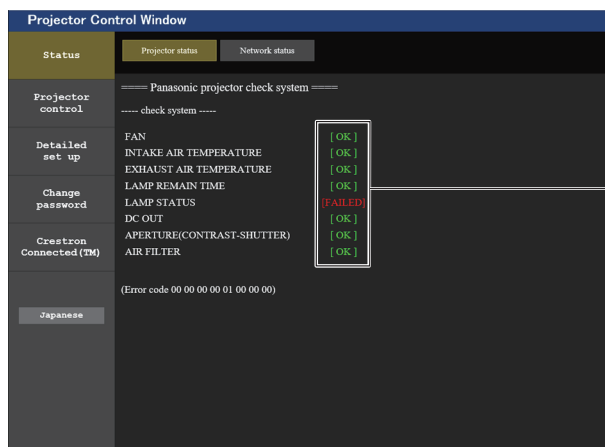 Projector Control Window
Status
Projector
control
Detailed
set up
Change
password
Crestron
Connected(TM)
Japanese
Projector status
Network status
==== Panasonic projector check system ====
----- check system -----
FAN [ OK ]
INTAKE AIR TEMPERATURE [ OK ]
EXHAUST AIR TEMPERATURE [ OK ]
LAMP REMAIN TIME [ OK ]
LAMP STATUS [FAILED]
DC OUT [ OK ]
APERTURE(CONTRAST-SHUTTER) [ OK ]
AIR FILTER [ OK ]
(Error code 00 00 00 00 01 00 00 00)